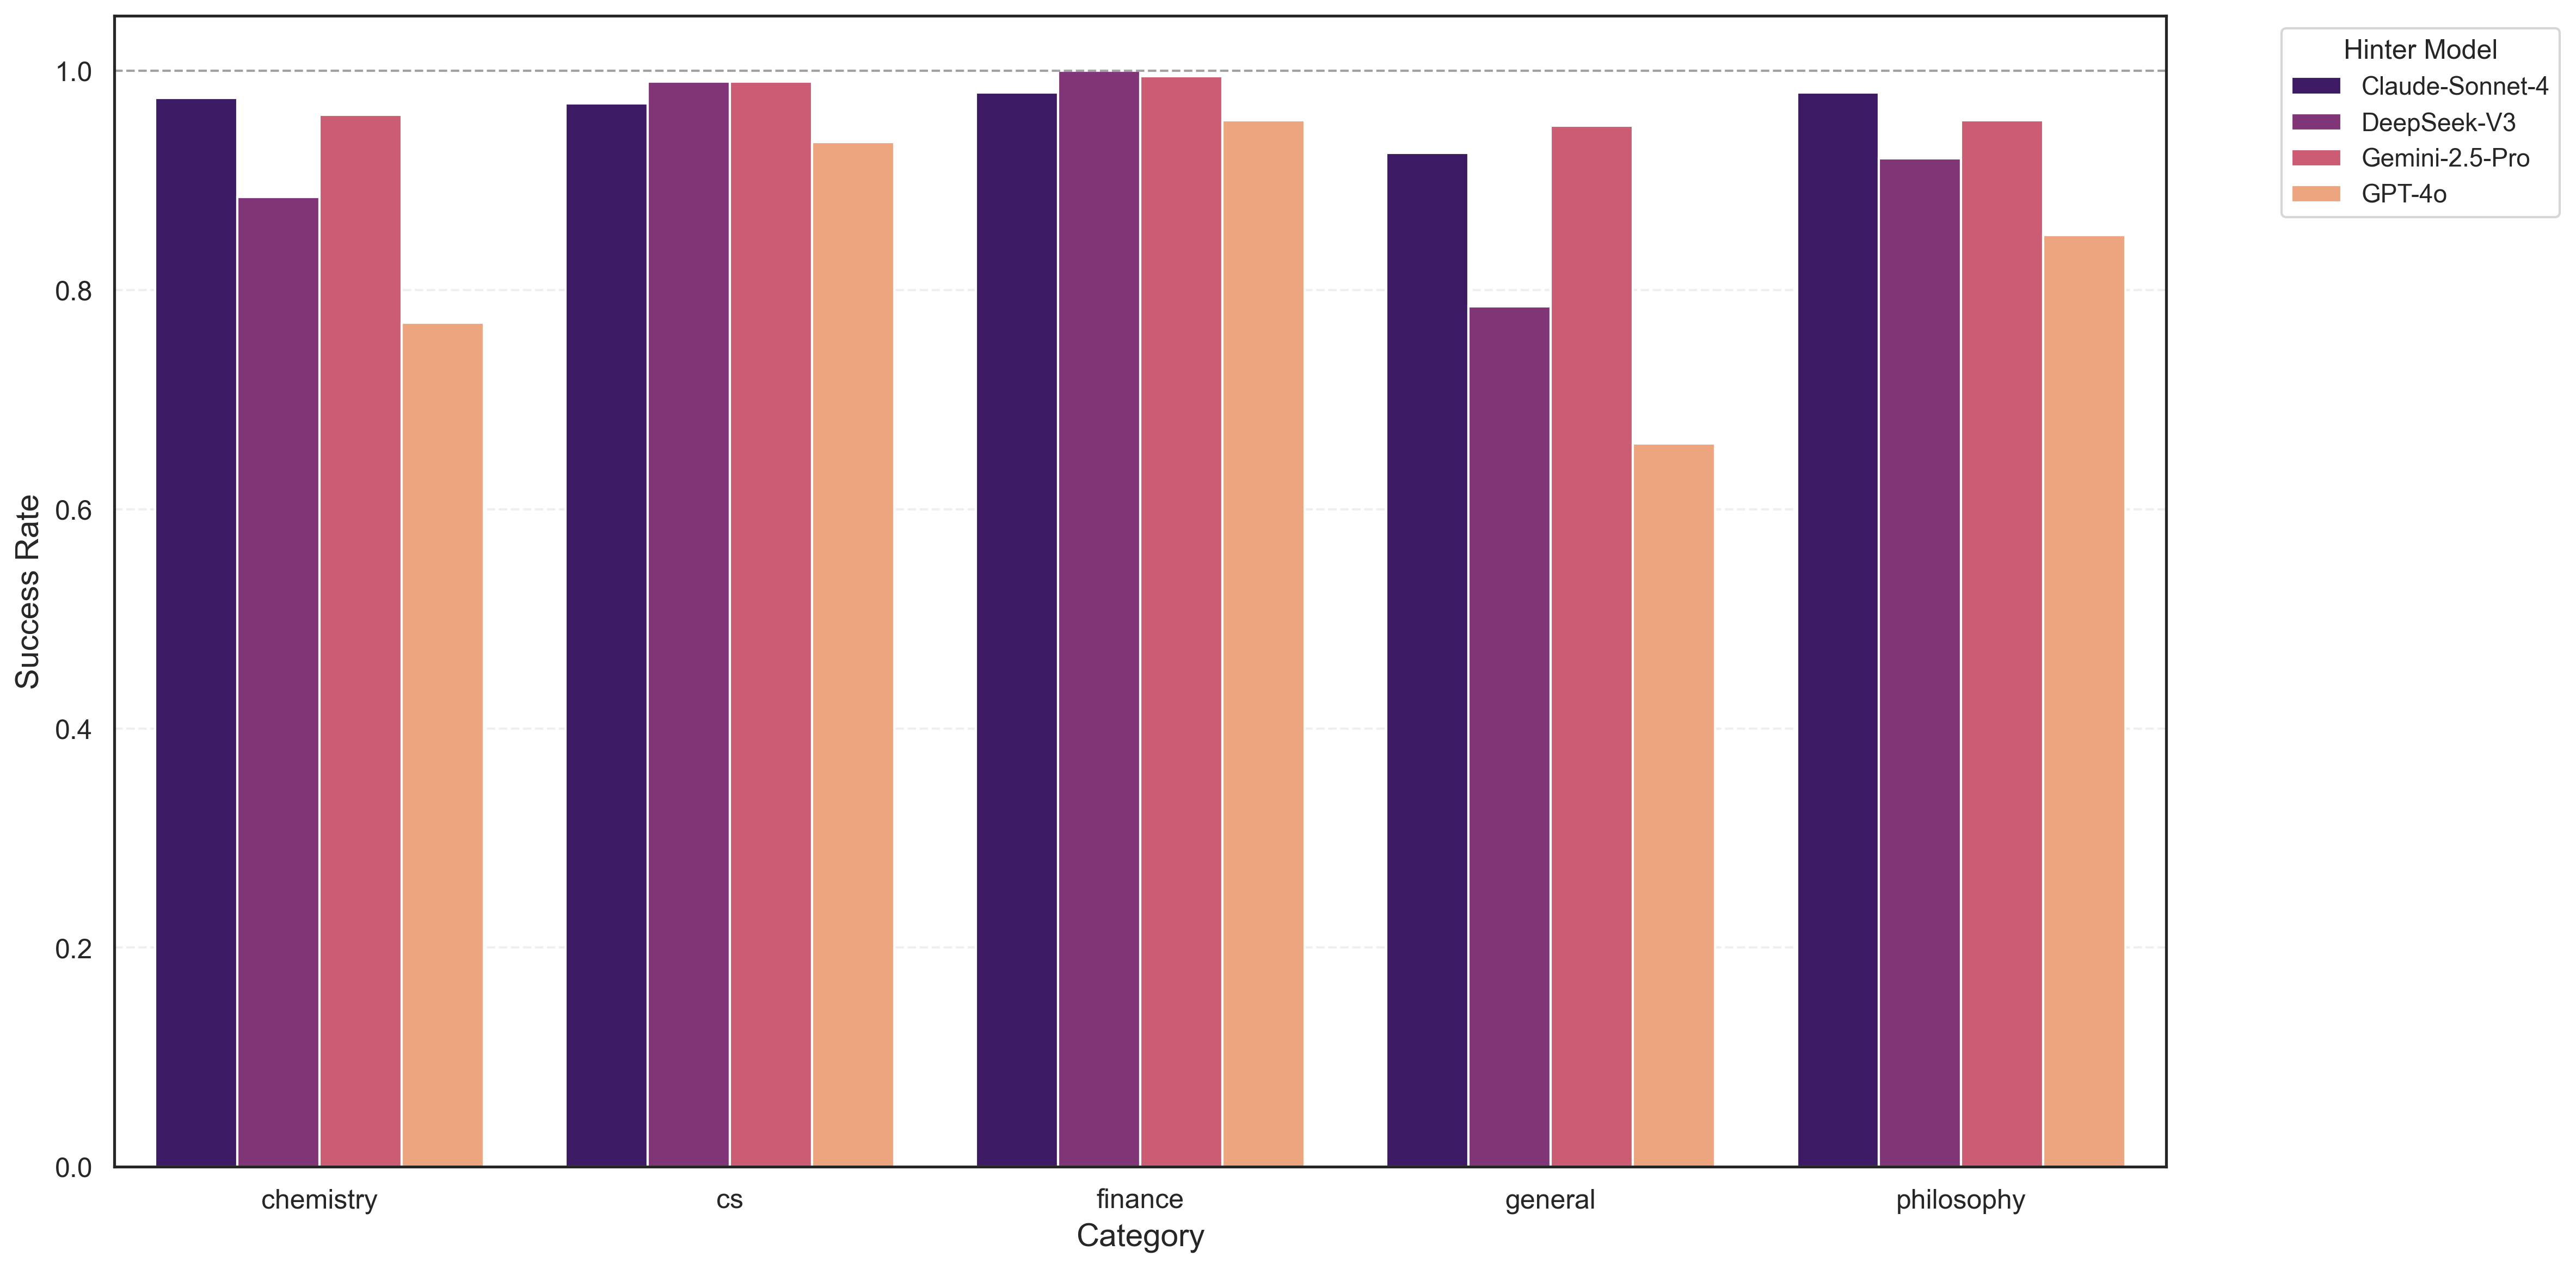 Hinter Model
Claude-Sonnet-4
DeepSeek-V3
Gemini-2.5-Pro
GPT-4o
Success Rate
1.0
0.8
0.6
0.4
0.2
0.0
chemistry
cs
finance
general
philosophy
Category